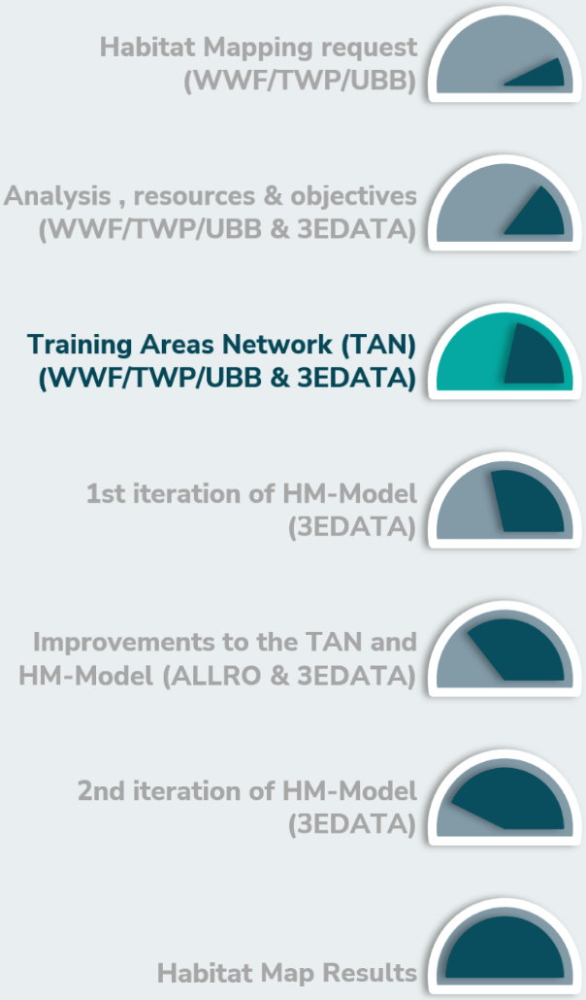 Habitat Mapping request
(WWF/TWP/UBB)
Analysis , resources & objectives
(WWF/TWP/UBB & 3EDATA)
Training Areas Network (TAN)
(WWF/TWP/UBB & 3EDATA)
1st iteration of HM-Model
(3EDATA)
Improvements to the TAN and
HM-Model (ALLRO & 3EDATA)
2nd iteration of HM-Model
(3EDATA)
Habitat Map Results